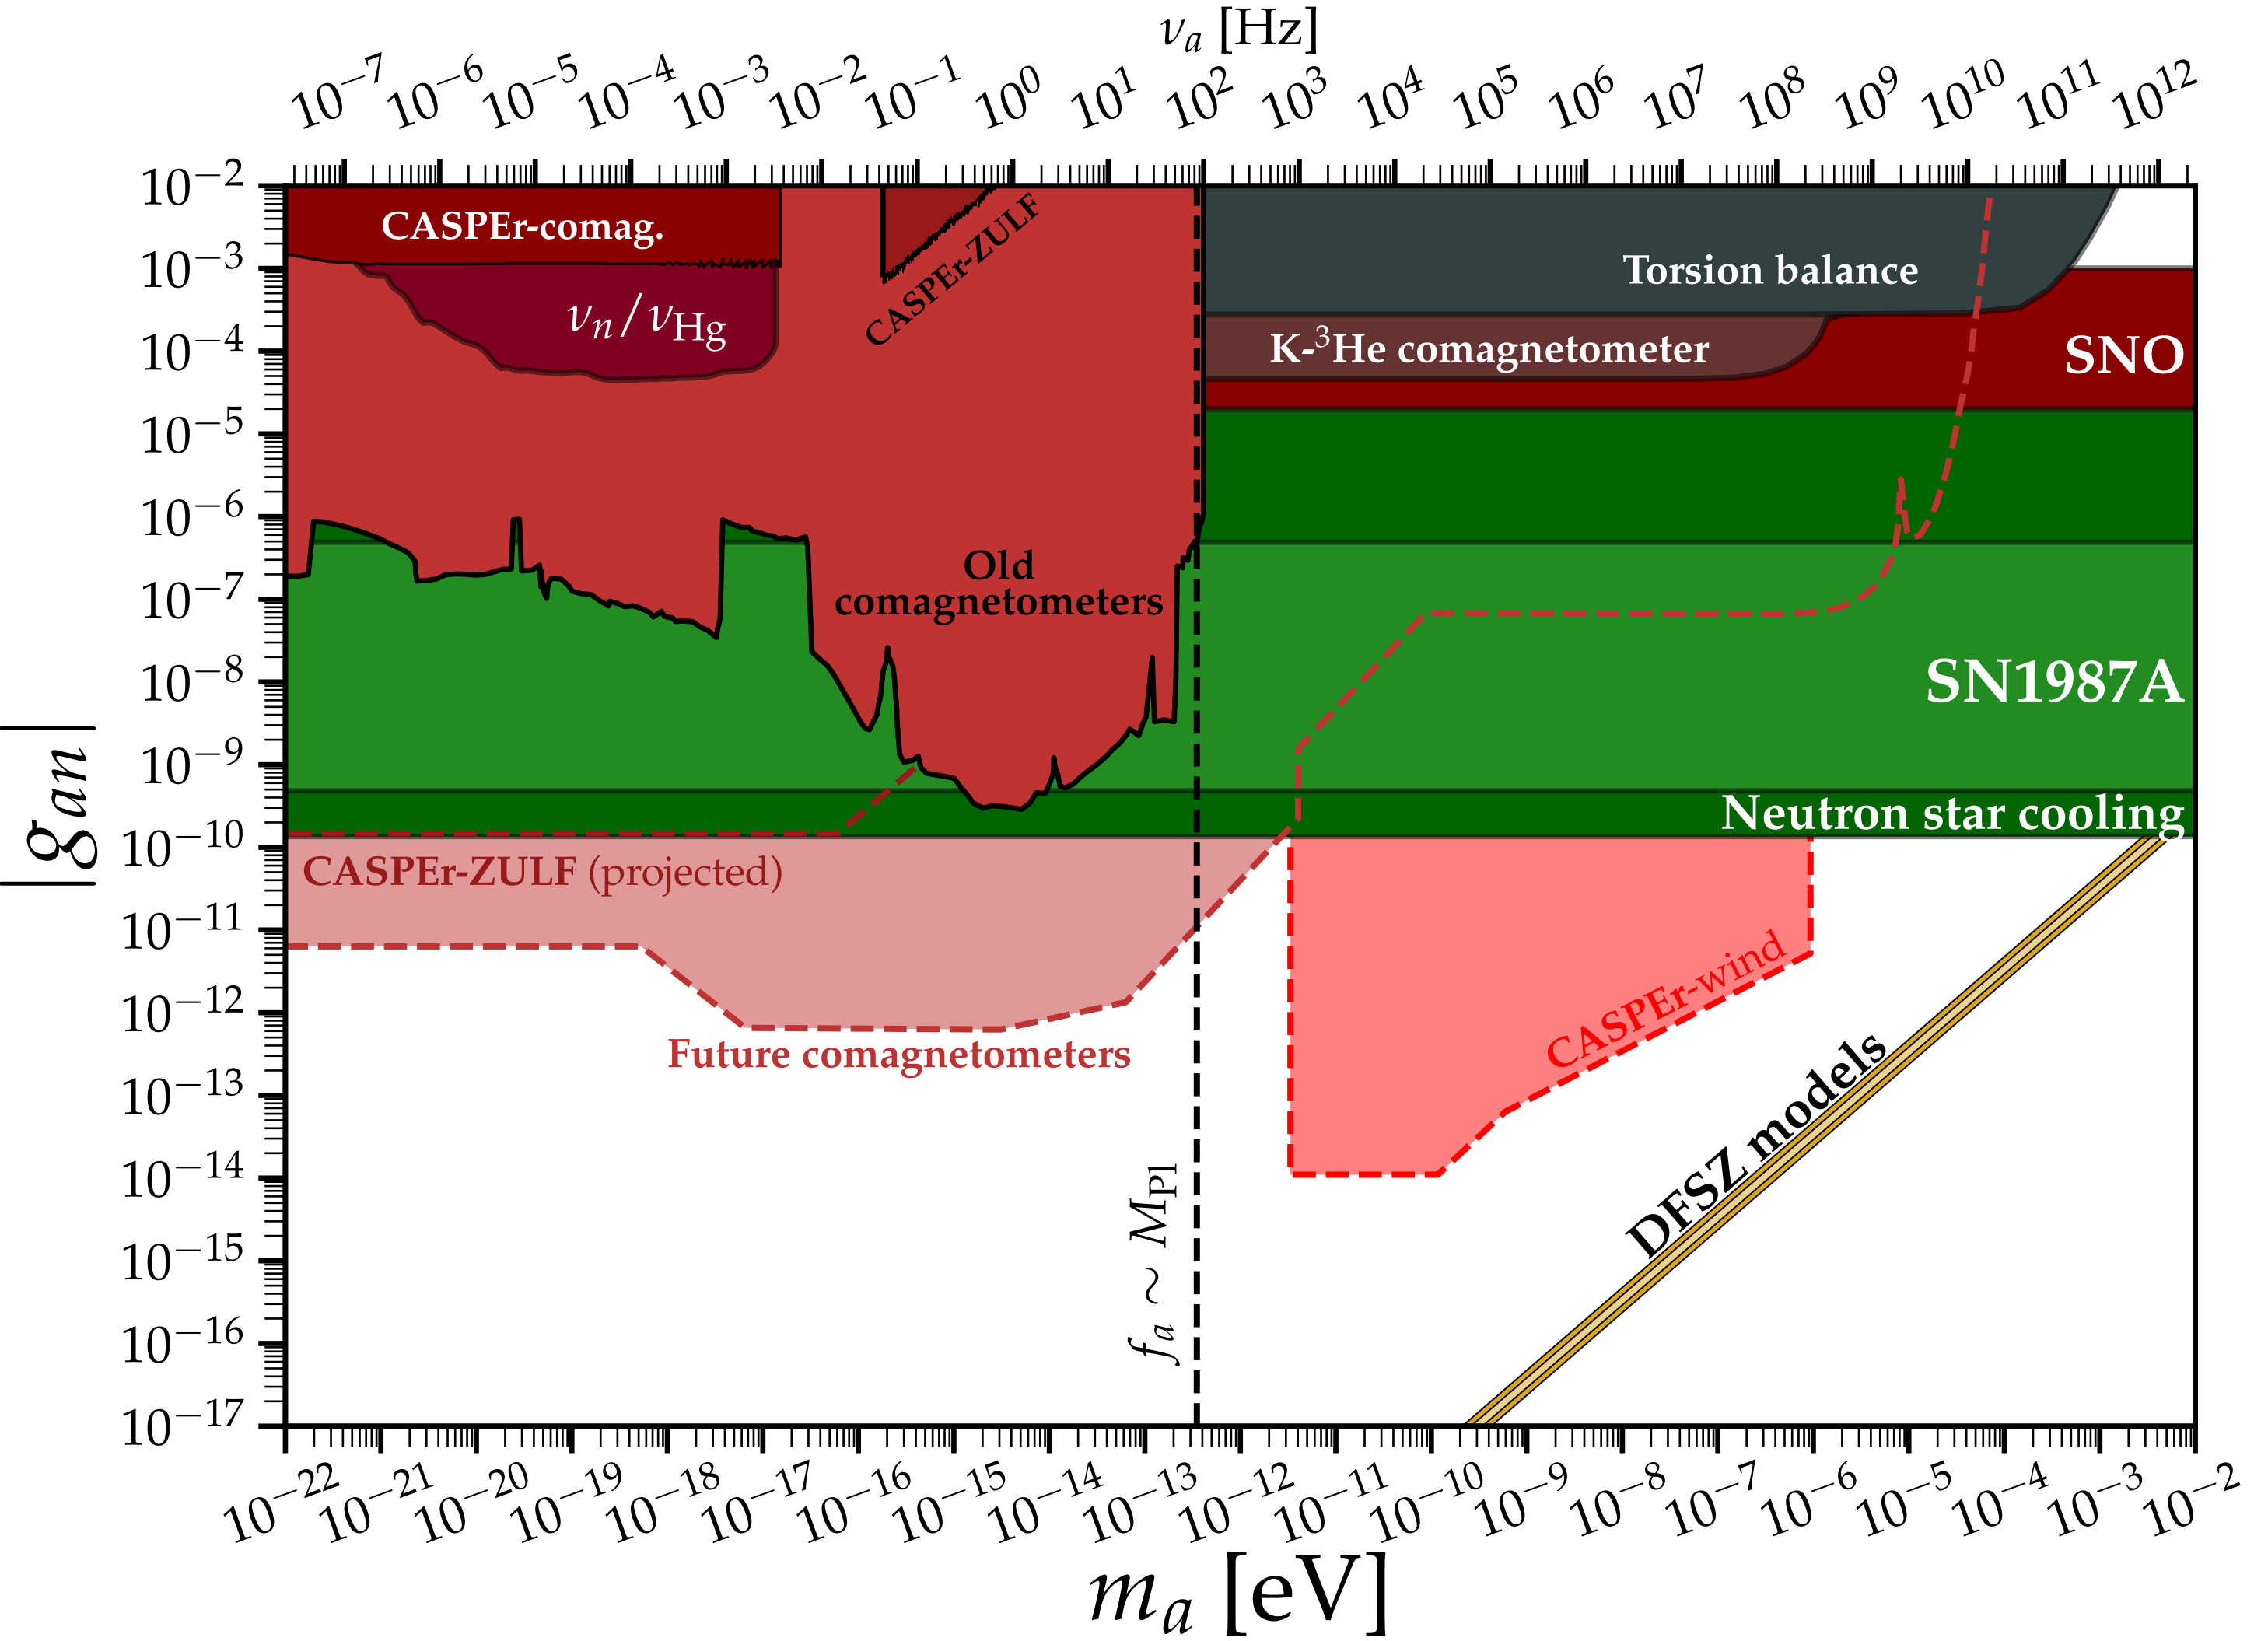 ν_a [Hz]
10^−7 10^−6 10^−5 10^−4 10^−3 10^−2 10^−1 10^0 10^1 10^2 10^3 10^4 10^5 10^6 10^7 10^8 10^9 10^10 10^11 10^12
10^−2
10^−3
10^−4
10^−5
10^−6
10^−7
10^−8
10^−9
10^−10
10^−11
10^−12
10^−13
10^−14
10^−15
10^−16
10^−17
|g_an|
CASPEr-comag.
ν_n/ν_Hg
CASPEr-ZULF
Torsion balance
K-^3He comagnetometer
SNO
Old
comagnetometers
SN1987A
Neutron star cooling
CASPEr-ZULF (projected)
Future comagnetometers
CASPEr-wind
DFSZ models
f_a ∼ M_Pl
10^−22 10^−21 10^−20 10^−19 10^−18 10^−17 10^−16 10^−15 10^−14 10^−13 10^−12 10^−11 10^−10 10^−9 10^−8 10^−7 10^−6 10^−5 10^−4 10^−3 10^−2
m_a [eV]